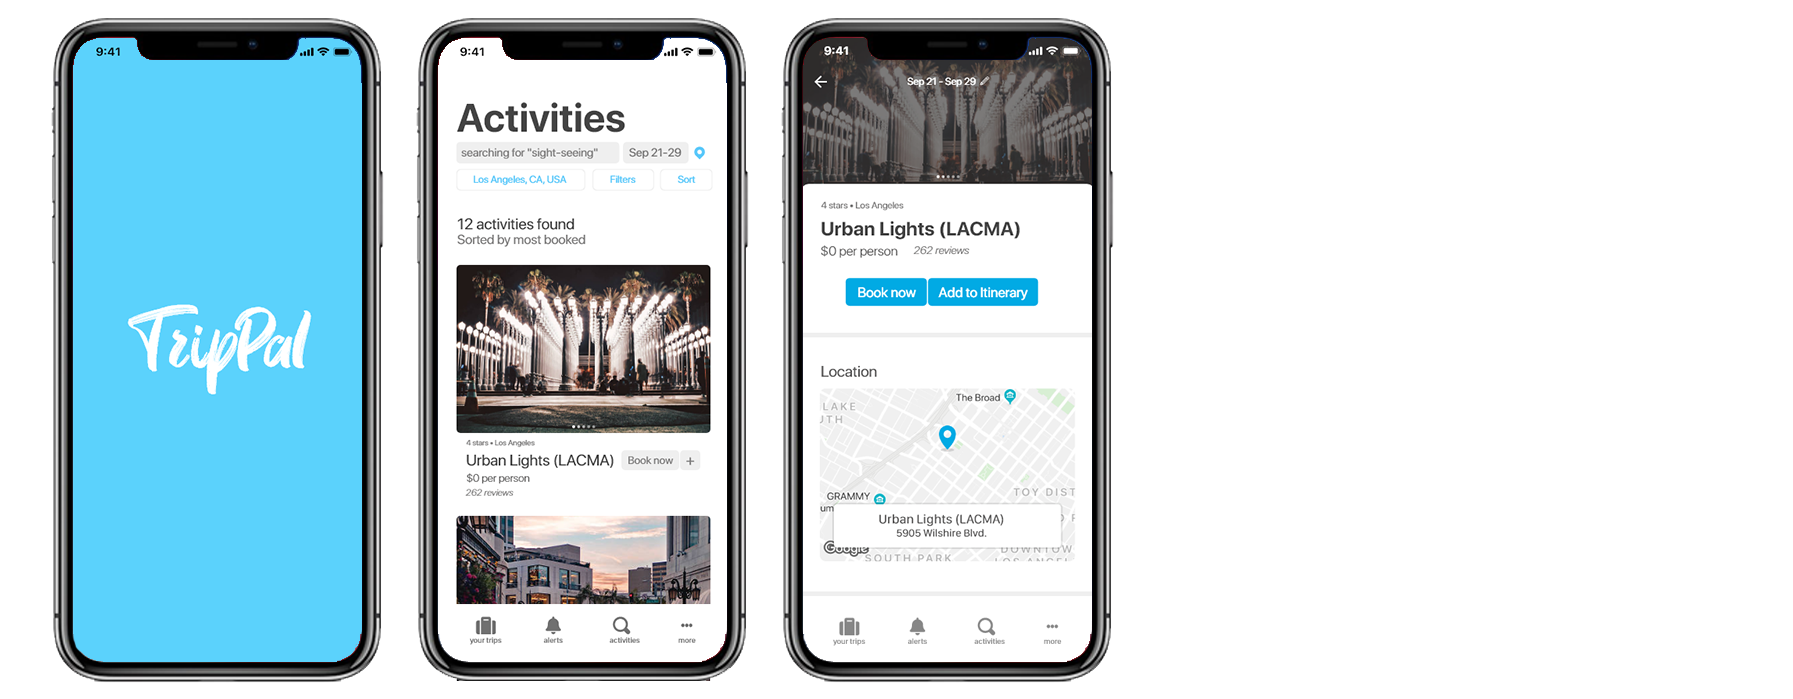 9:41
TripPal
9:41
Activities
searching for "sight-seeing" Sep 21-29
Los Angeles, CA, USA Filters Sort
12 activities found
Sorted by most booked
4 stars • Los Angeles
Urban Lights (LACMA) Book now +
$0 per person
262 reviews
your trips alerts activities more
9:41
Sep 21 - Sep 29
4 stars • Los Angeles
Urban Lights (LACMA)
$0 per person 262 reviews
Book now Add to Itinerary
Location
The Broad
LAKE
UTH
TOY DIST
GRAMMY
um
Urban Lights (LACMA)
5905 Wilshire Blvd.
Google
SOUTH PARK
DOWNTOW
LOS ANGEL
your trips alerts activities more